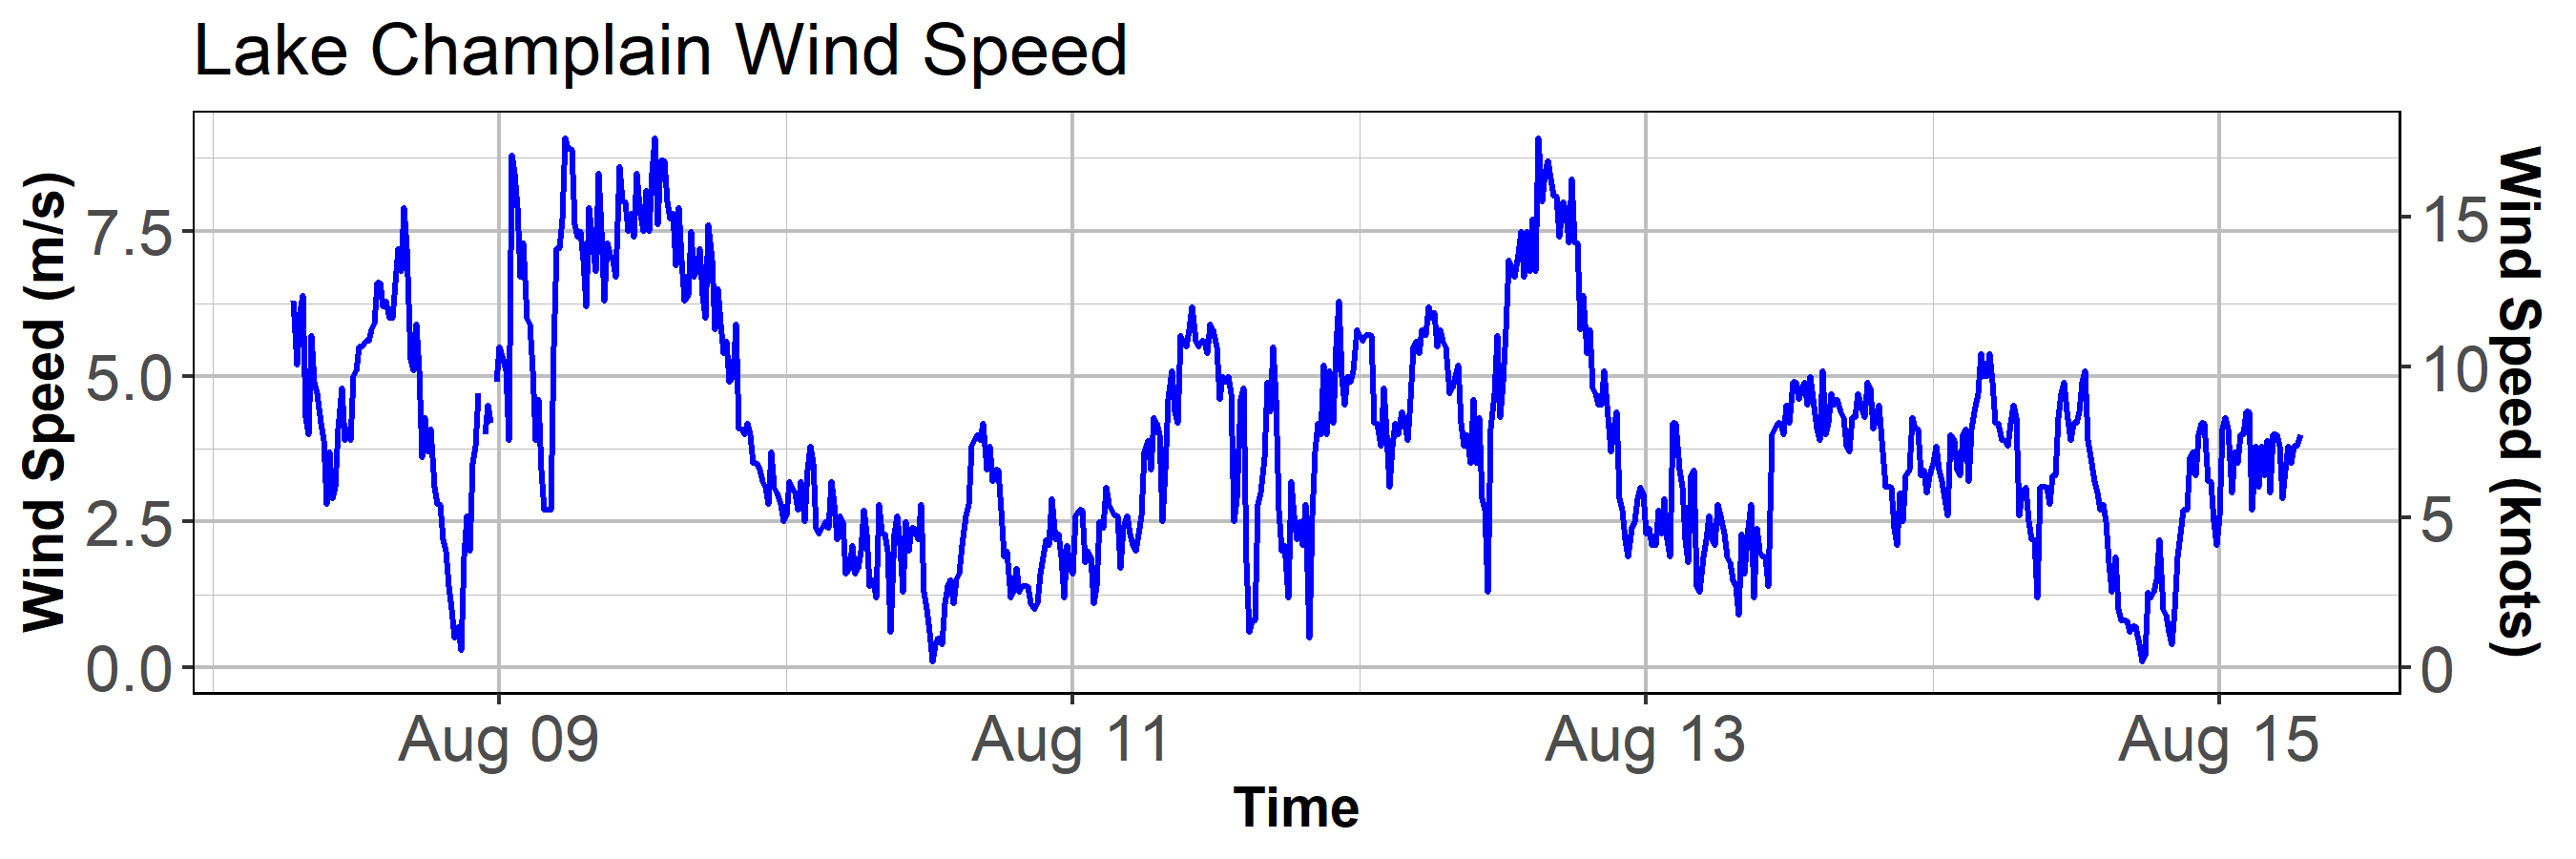 Lake Champlain Wind Speed
Wind Speed (m/s)
7.5
5.0
2.5
0.0
Wind Speed (knots)
15
10
5
0
Aug 09
Aug 11
Aug 13
Aug 15
Time